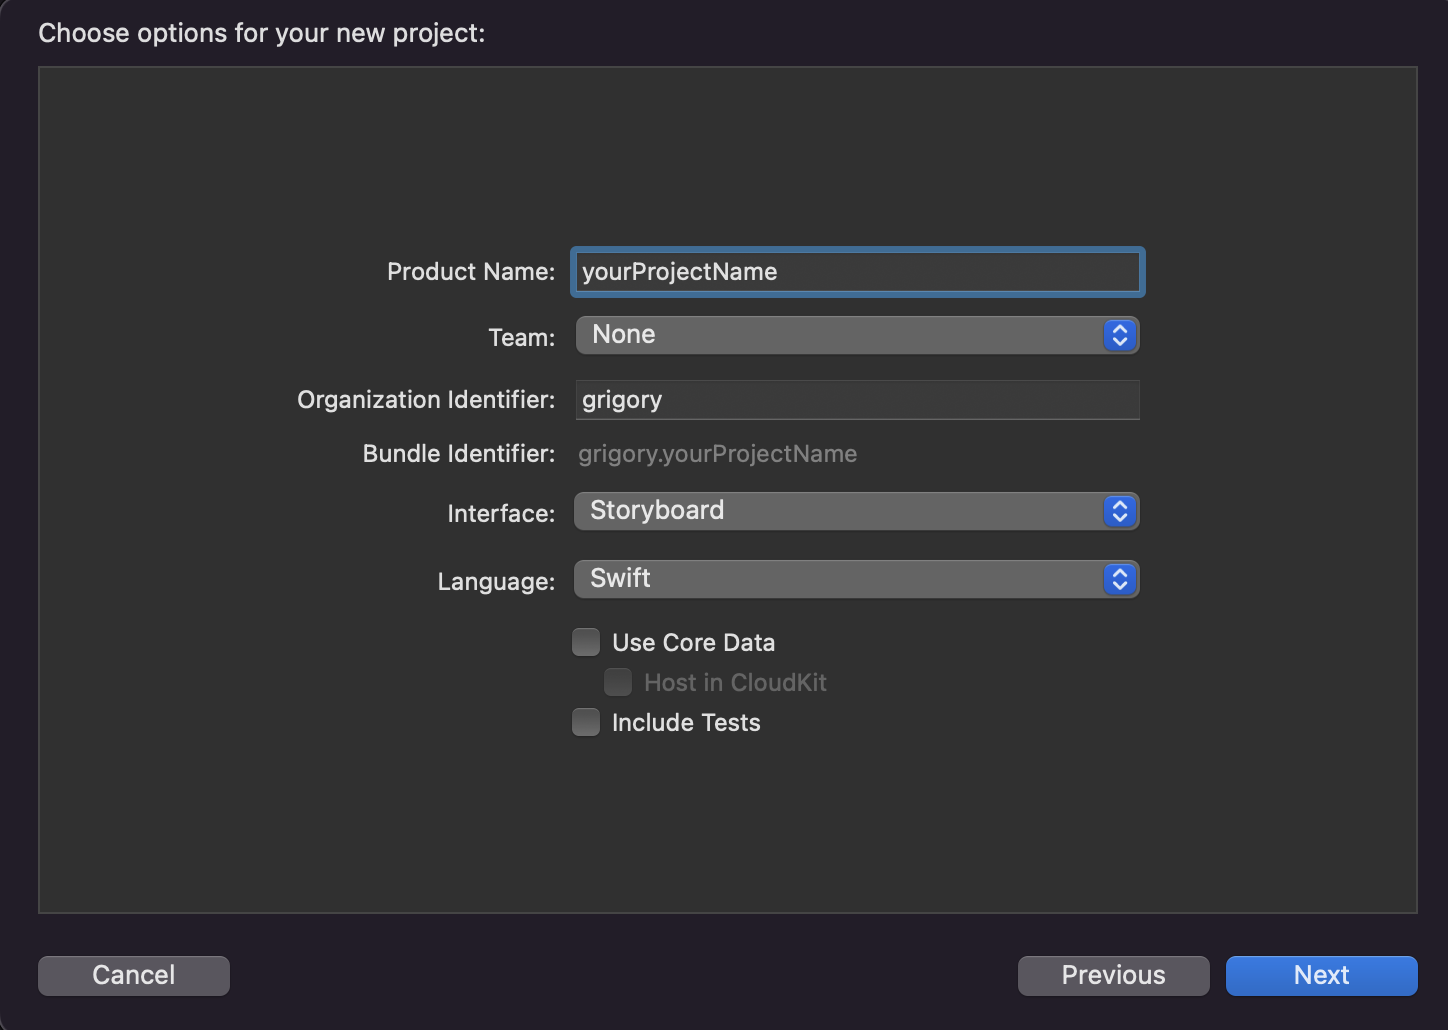 Choose options for your new project:
Product Name: yourProjectName
Team: None
Organization Identifier: grigory
Bundle Identifier: grigory.yourProjectName
Interface: Storyboard
Language: Swift
Use Core Data
Host in CloudKit
Include Tests
Cancel Previous Next